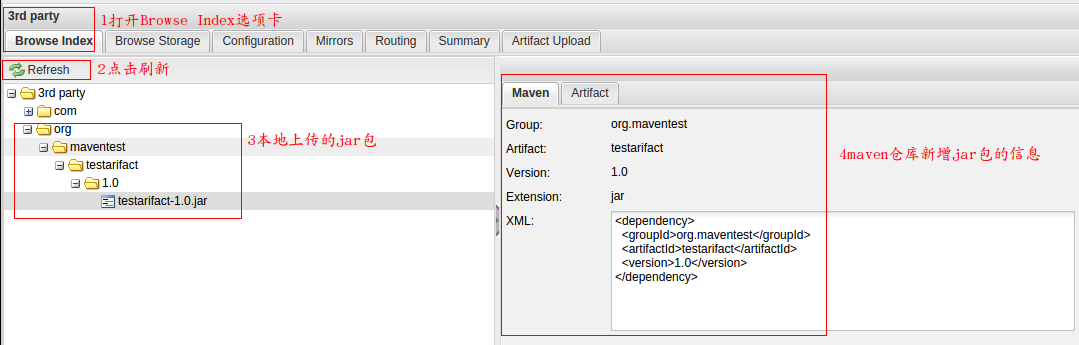 3rd party
1打开Browse Index选项卡
Browse Index Browse Storage Configuration Mirrors Routing Summary Artifact Upload
Refresh
2点击刷新
3rd party
com
org
maventest
testarifact
1.0
testarifact-1.0.jar
3本地上传的jar包
Maven Artifact
Group: org.maventest
Artifact: testarifact
Version: 1.0
Extension: jar
XML:
<dependency>
<groupId>org.maventest</groupId>
<artifactId>testarifact</artifactId>
<version>1.0</version>
</dependency>
4maven仓库新增jar包的信息